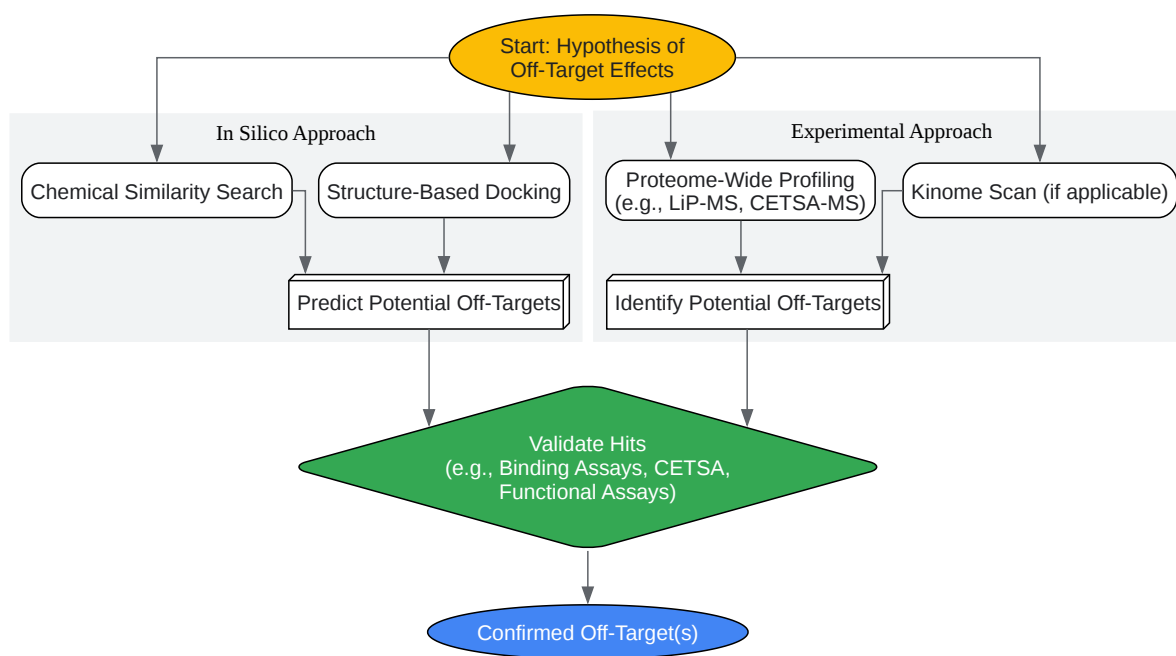 Start: Hypothesis of
Off-Target Effects
In Silico Approach
Experimental Approach
Chemical Similarity Search
Structure-Based Docking
Proteome-Wide Profiling
(e.g., LiP-MS, CETSA-MS)
Kinome Scan (if applicable)
Predict Potential Off-Targets
Identify Potential Off-Targets
Validate Hits
(e.g., Binding Assays, CETSA,
Functional Assays)
Confirmed Off-Target(s)